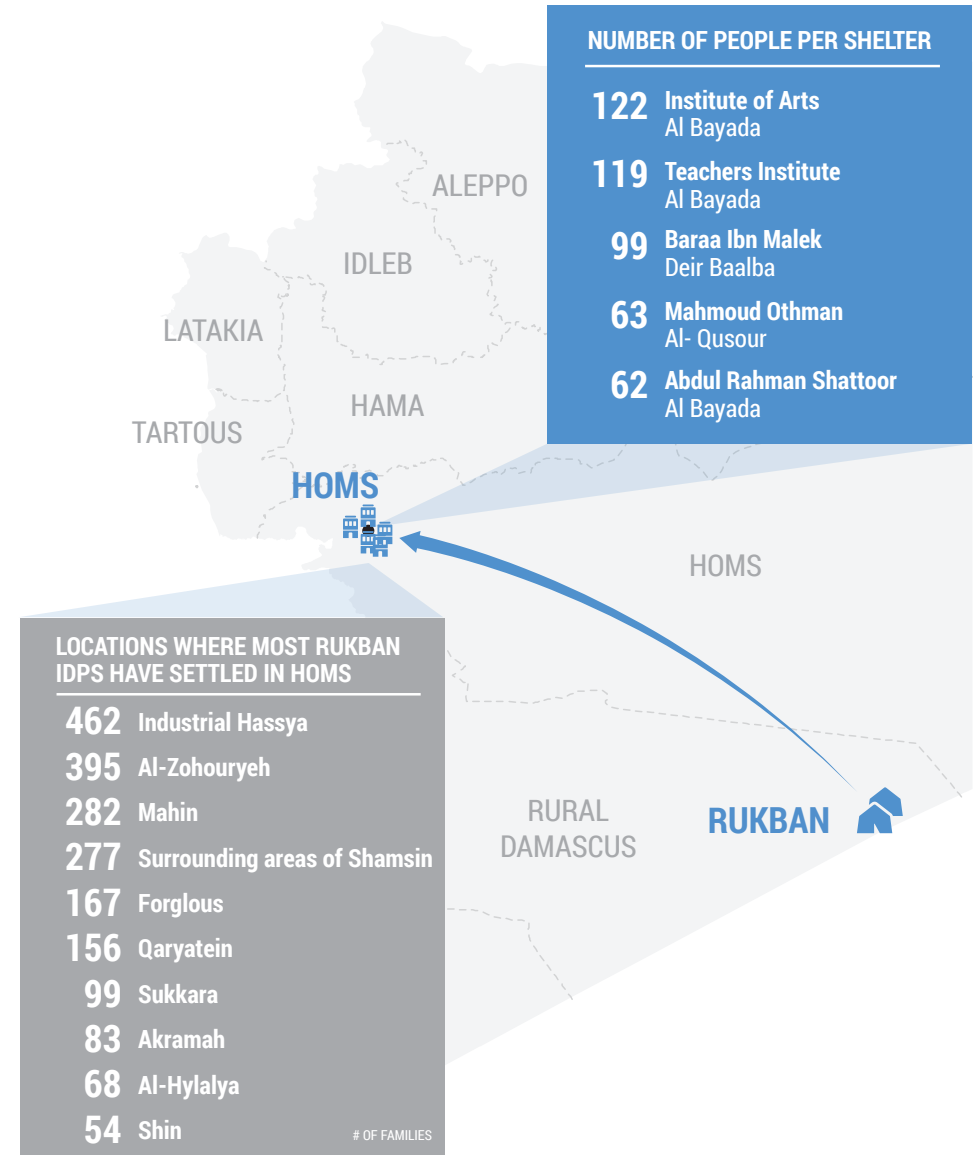 NUMBER OF PEOPLE PER SHELTER
122 Institute of Arts
Al Bayada
119 Teachers Institute
Al Bayada
99 Baraa Ibn Malek
Deir Baalba
63 Mahmoud Othman
Al- Qusour
62 Abdul Rahman Shattoor
Al Bayada
ALEPPO
IDLEB
LATAKIA
HAMA
TARTOUS
HOMS
HOMS
RURAL
DAMASCUS
RUKBAN
LOCATIONS WHERE MOST RUKBAN
IDPS HAVE SETTLED IN HOMS
462 Industrial Hassya
395 Al-Zohouryeh
282 Mahin
277 Surrounding areas of Shamsin
167 Forglous
156 Qaryatein
99 Sukkara
83 Akramah
68 Al-Hylalya
54 Shin
# OF FAMILIES